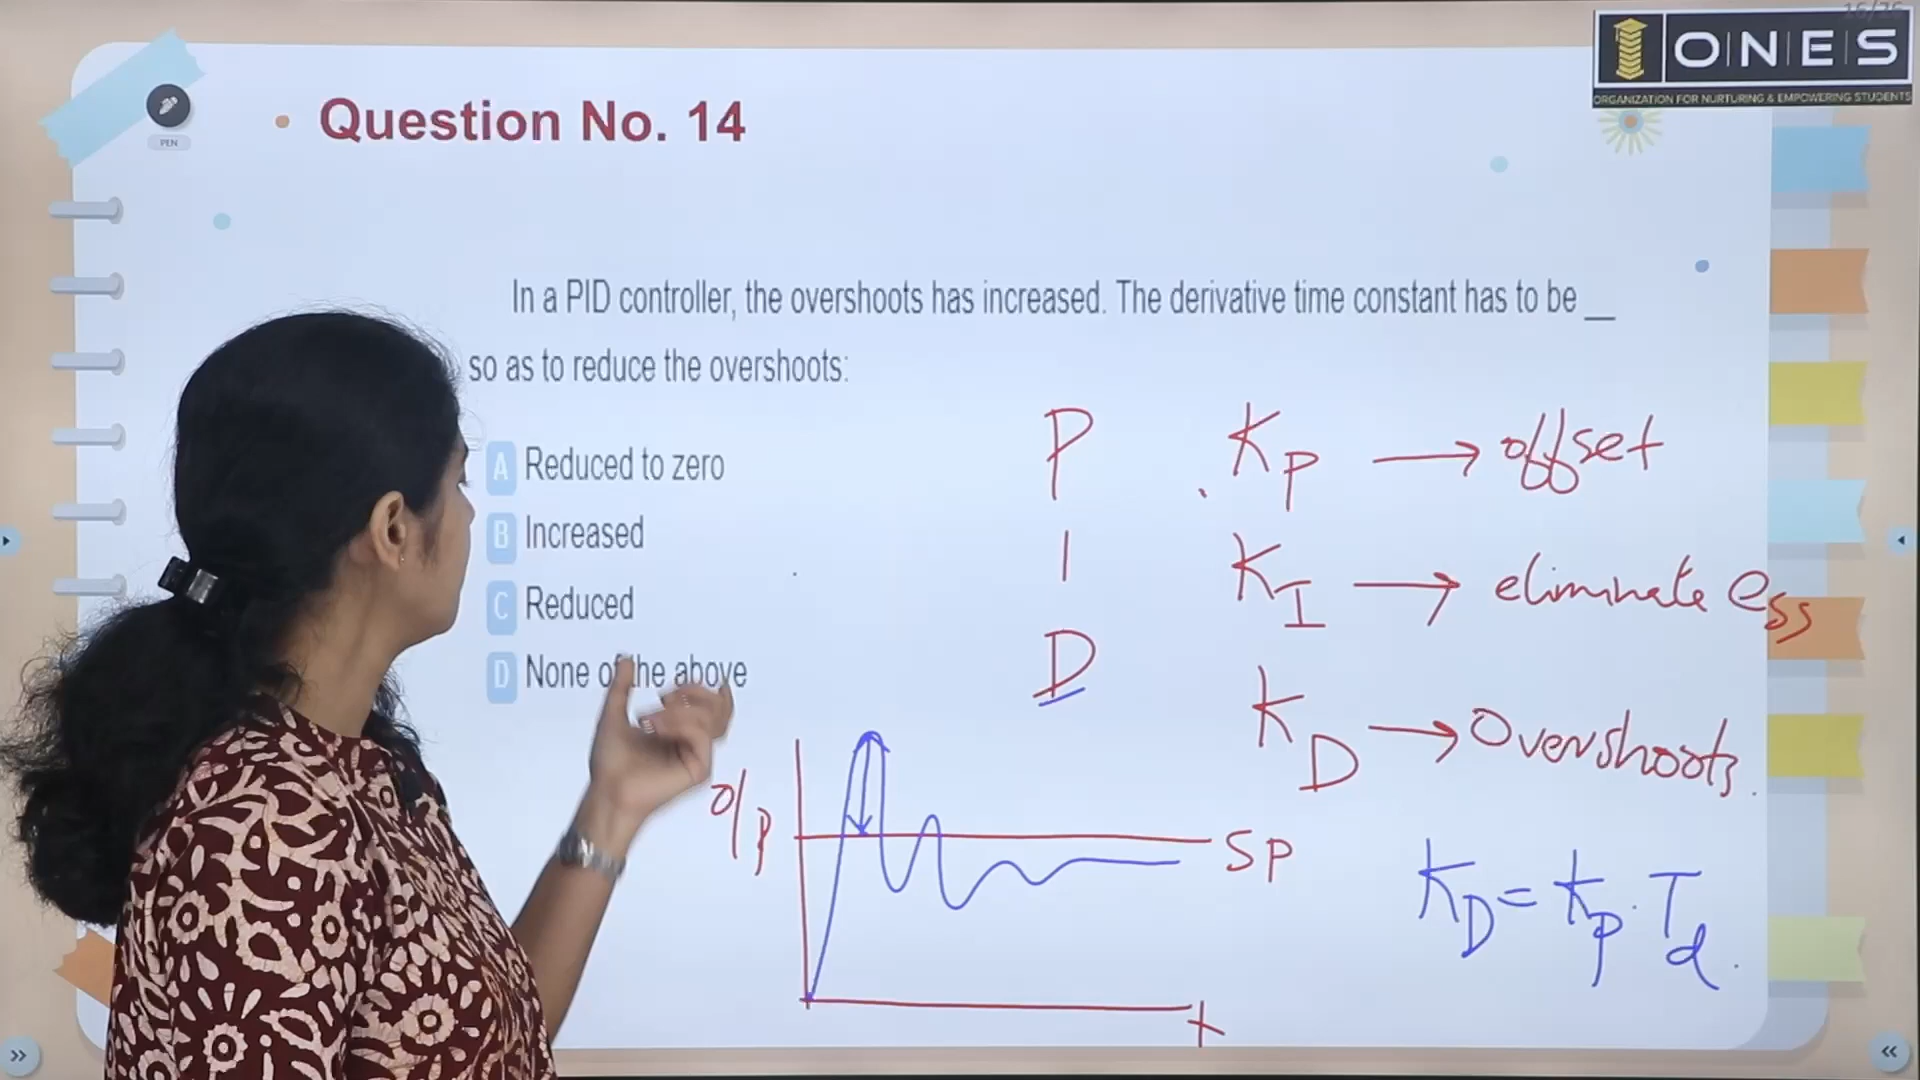 16/26
ONES
ORGANIZATION FOR NURTURING & EMPOWERING STUDENTS
PEN
• Question No. 14
In a PID controller, the overshoots has increased. The derivative time constant has to be __
so as to reduce the overshoots:
A Reduced to zero
B Increased
C Reduced
D None of the above
P KP → offset
I KI → eliminate ess
D KD → Overshoots.
O/P
SP
t
KD = Kp . Td.